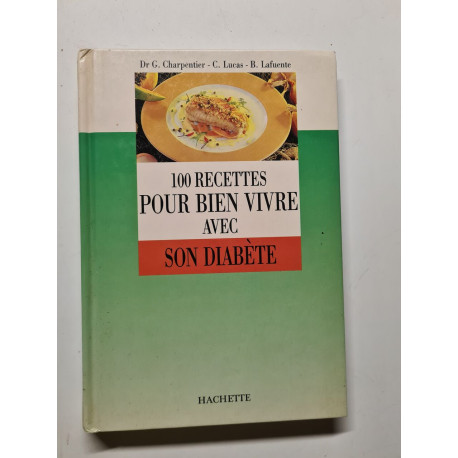 Dr G. Charpentier - C. Lucas - B. Lafuente
100 RECETTES
POUR BIEN VIVRE
AVEC
SON DIABÈTE
HACHETTE